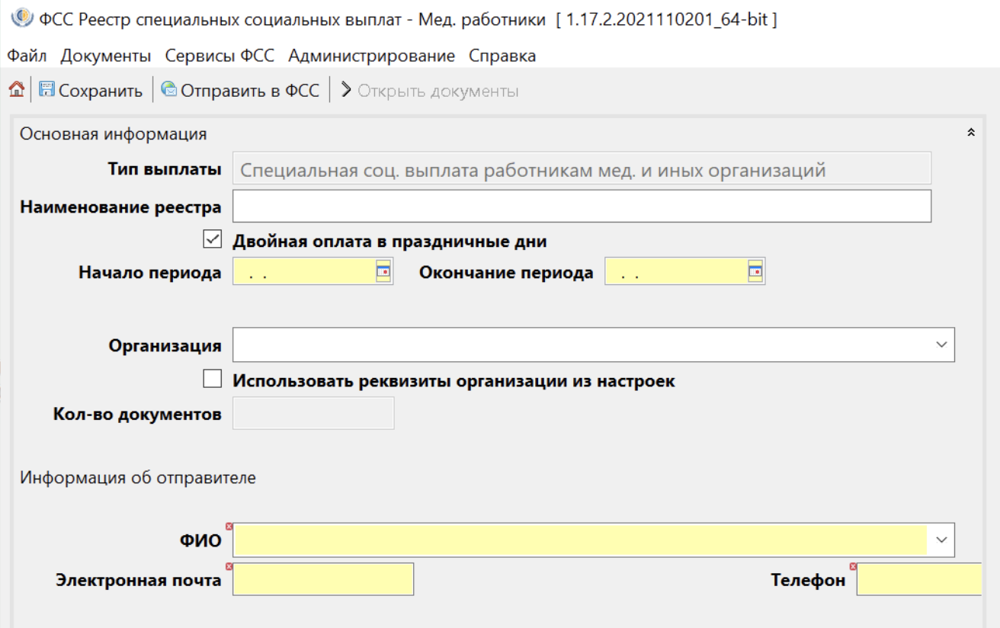 ФСС Реестр специальных социальных выплат - Мед. работники [ 1.17.2.2021110201_64-bit ]
Файл Документы Сервисы ФСС Администрирование Справка
Сохранить Отправить в ФСС Открыть документы
Основная информация
Тип выплаты Специальная соц. выплата работникам мед. и иных организаций
Наименование реестра
Двойная оплата в праздничные дни
Начало периода . . Окончание периода . .
Организация
Использовать реквизиты организации из настроек
Кол-во документов
Информация об отправителе
ФИО
Электронная почта Телефон